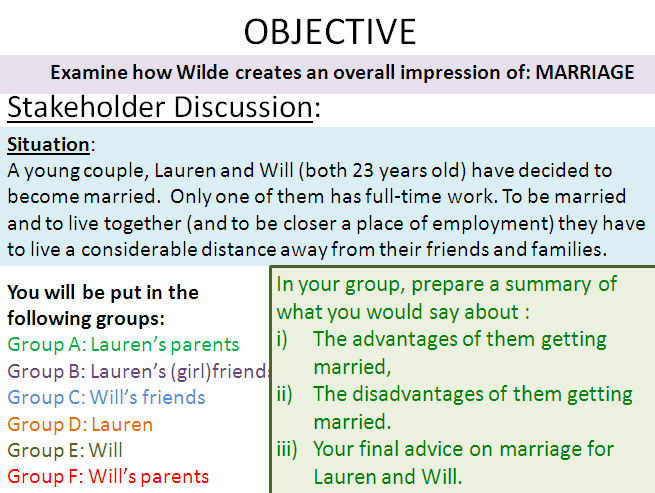 OBJECTIVE
Examine how Wilde creates an overall impression of: MARRIAGE
Stakeholder Discussion:
Situation:
A young couple, Lauren and Will (both 23 years old) have decided to
become married.  Only one of them has full-time work. To be married
and to live together (and to be closer a place of employment) they have
to live a considerable distance away from their friends and families.
You will be put in the
following groups:
Group A: Lauren’s parents
Group B: Lauren’s (girl)friends
Group C: Will’s friends
Group D: Lauren
Group E: Will
Group F: Will’s parents
In your group, prepare a summary of
what you would say about :
i) The advantages of them getting
married,
ii) The disadvantages of them getting
married.
iii) Your final advice on marriage for
Lauren and Will.